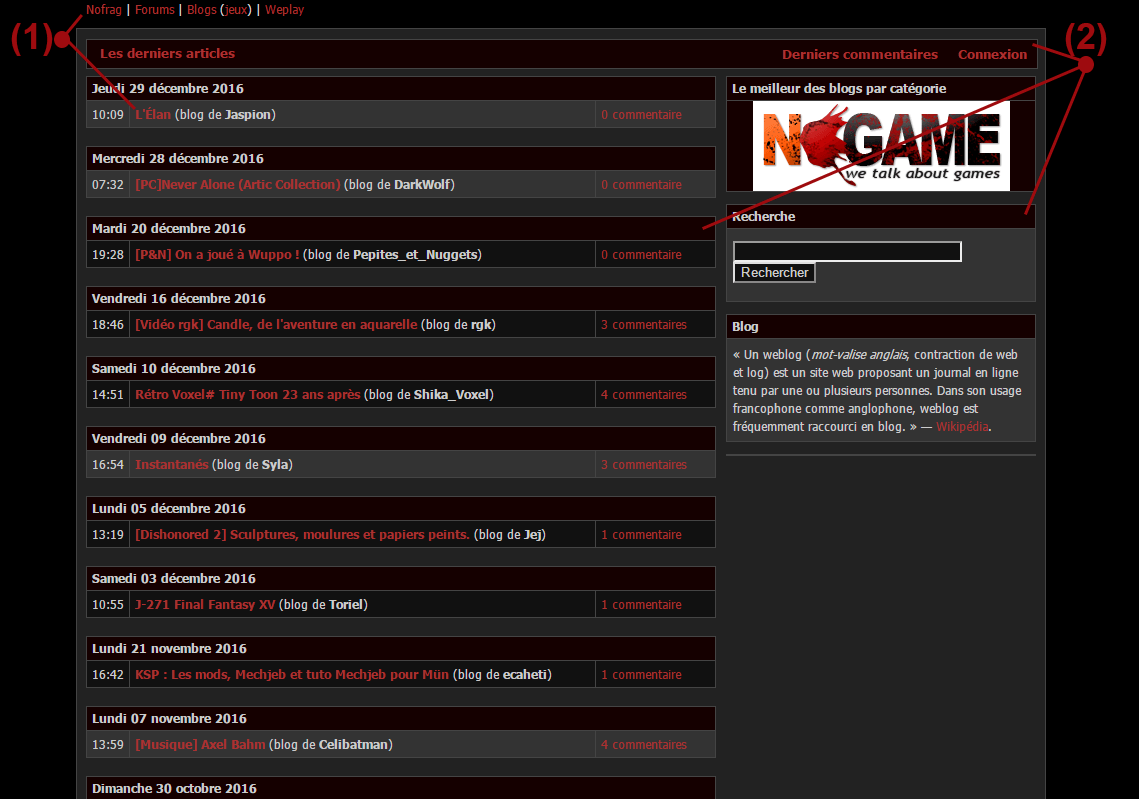 Nofrag | Forums | Blogs (jeux) | Weplay
(1)
(2)
Les derniers articles
Derniers commentaires Connexion
Jeudi 29 décembre 2016
10:09 L'Élan (blog de Jaspion) 0 commentaire
Mercredi 28 décembre 2016
07:32 [PC]Never Alone (Artic Collection) (blog de DarkWolf) 0 commentaire
Mardi 20 décembre 2016
19:28 [P&N] On a joué à Wuppo ! (blog de Pepites_et_Nuggets) 0 commentaire
Vendredi 16 décembre 2016
18:46 [Vidéo rgk] Candle, de l'aventure en aquarelle (blog de rgk) 3 commentaires
Samedi 10 décembre 2016
14:51 Rétro Voxel# Tiny Toon 23 ans après (blog de Shika_Voxel) 4 commentaires
Vendredi 09 décembre 2016
16:54 Instantanés (blog de Syla) 3 commentaires
Lundi 05 décembre 2016
13:19 [Dishonored 2] Sculptures, moulures et papiers peints. (blog de Jej) 1 commentaire
Samedi 03 décembre 2016
10:55 J-271 Final Fantasy XV (blog de Toriel) 1 commentaire
Lundi 21 novembre 2016
16:42 KSP : Les mods, Mechjeb et tuto Mechjeb pour Mün (blog de ecaheti) 1 commentaire
Lundi 07 novembre 2016
13:59 [Musique] Axel Bahm (blog de Celibatman) 4 commentaires
Dimanche 30 octobre 2016
Le meilleur des blogs par catégorie
NOGAME
we talk about games
Recherche
Rechercher
Blog
« Un weblog (mot-valise anglais, contraction de web
et log) est un site web proposant un journal en ligne
tenu par une ou plusieurs personnes. Dans son usage
francophone comme anglophone, weblog est
fréquemment raccourci en blog. » — Wikipédia.